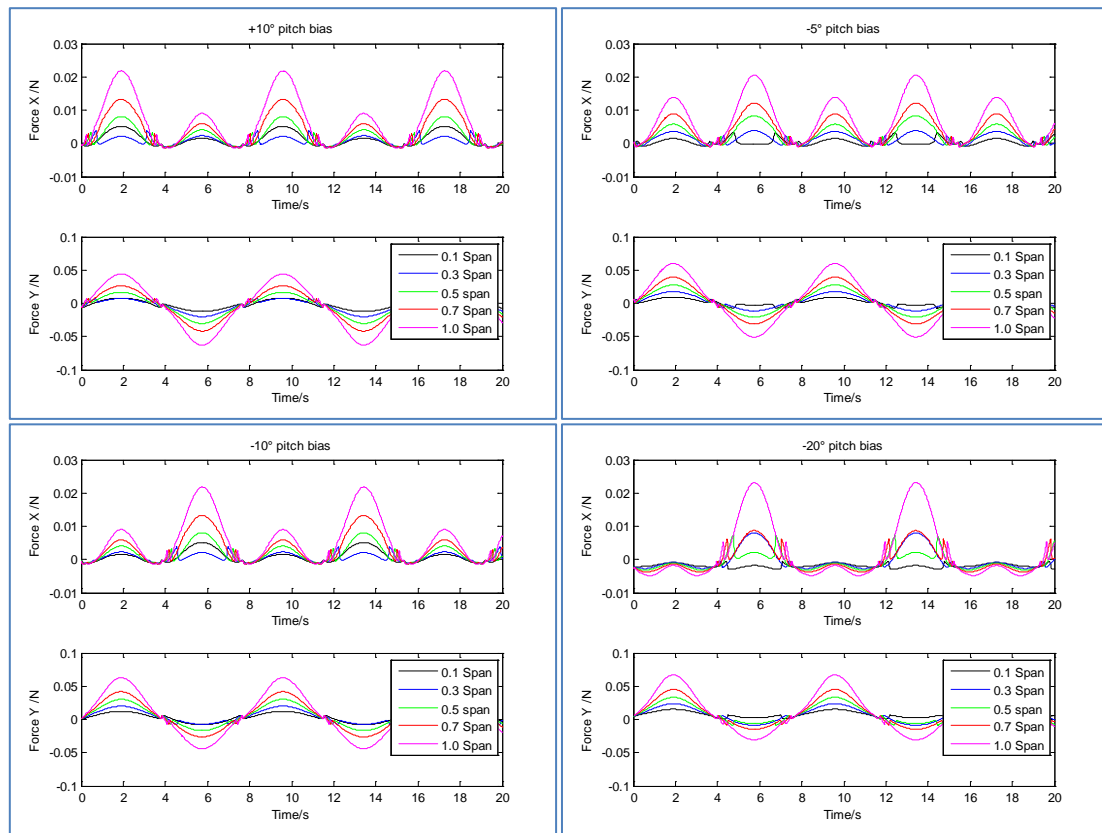 +10° pitch bias
0.03
0.02
0.01
0
-0.01
Force X /N
0 2 4 6 8 10 12 14 16 18 20
Time/s
0.1
0.05
0
-0.05
-0.1
Force Y /N
0.1 Span
0.3 Span
0.5 span
0.7 Span
1.0 Span
0 2 4 6 8 10 12 14 16 18 20
Time/s
-5° pitch bias
0.03
0.02
0.01
0
-0.01
Force X /N
0 2 4 6 8 10 12 14 16 18 20
Time/s
0.1
0.05
0
-0.05
-0.1
Force Y /N
0.1 Span
0.3 Span
0.5 span
0.7 Span
1.0 Span
0 2 4 6 8 10 12 14 16 18 20
Time/s
-10° pitch bias
0.03
0.02
0.01
0
-0.01
Force X /N
0 2 4 6 8 10 12 14 16 18 20
Time/s
0.1
0.05
0
-0.05
-0.1
Force Y /N
0.1 Span
0.3 Span
0.5 span
0.7 Span
1.0 Span
0 2 4 6 8 10 12 14 16 18 20
Time/s
-20° pitch bias
0.03
0.02
0.01
0
-0.01
Force X /N
0 2 4 6 8 10 12 14 16 18 20
Time/s
0.1
0.05
0
-0.05
-0.1
Force Y /N
0.1 Span
0.3 Span
0.5 span
0.7 Span
1.0 Span
0 2 4 6 8 10 12 14 16 18 20
Time/s